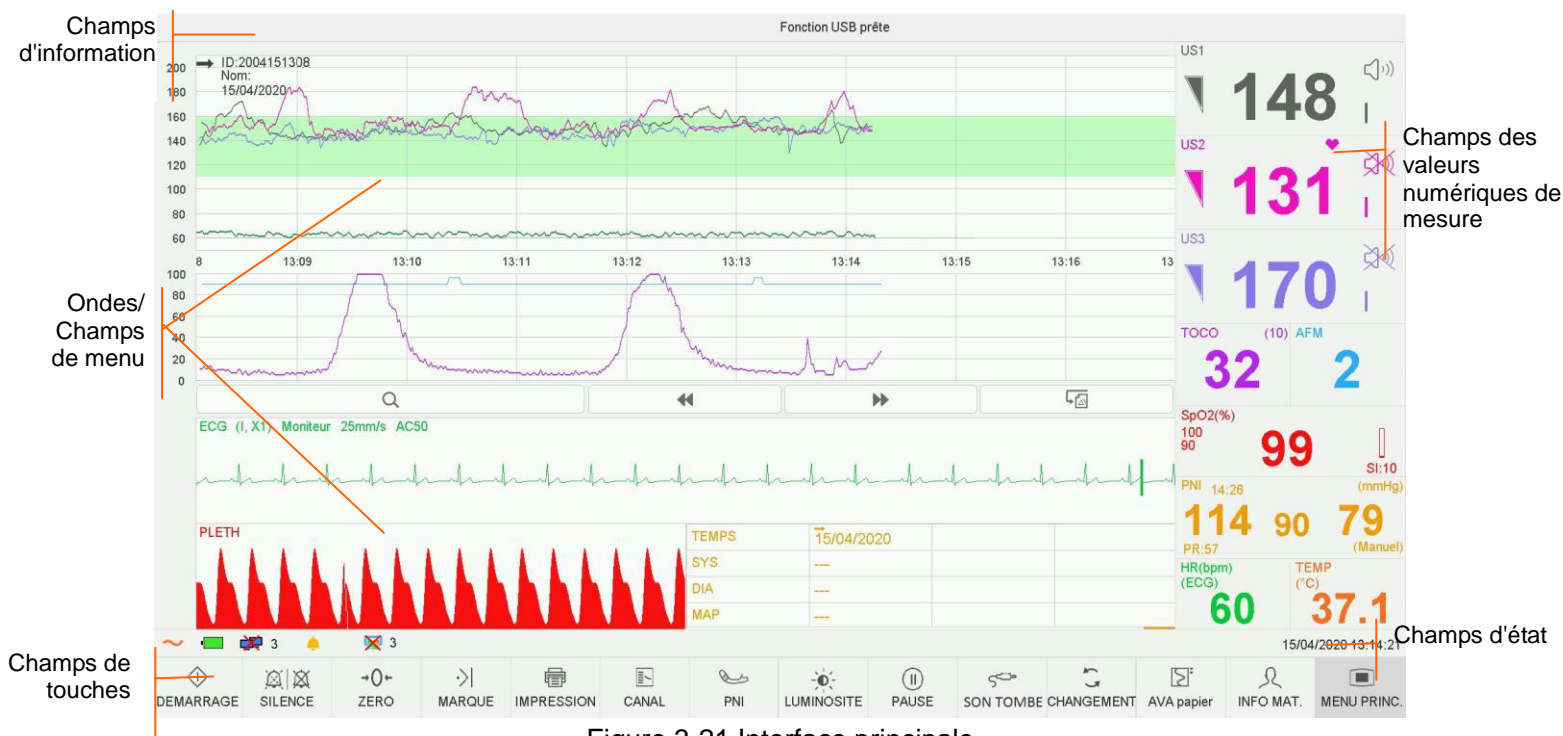 Champs
d'information
Fonction USB prête
ID:2004151308
Nom:
15/04/2020
200
180
160
140
120
100
80
60
8 13:09 13:10 13:11 13:12 13:13 13:14 13:15 13:16 13
100
80
60
40
20
0
Ondes/
Champs
de menu
ECG (I, X1) Moniteur 25mm/s AC50
PLETH
TEMPS 15/04/2020
SYS ---
DIA ---
MAP ---
US1
148
US2
131
US3
170
TOCO (10) AFM
32 2
SpO2(%)
100
90
99
SI:10
PNI 14:26 (mmHg)
114 90 79
PR:57 (Manuel)
HR(bpm) TEMP
(ECG) (°C)
60 37.1
Champs des
valeurs
numériques de
mesure
3 3
15/04/2020 13:14:21
Champs d'état
Champs de
touches
DEMARRAGE SILENCE ZERO MARQUE IMPRESSION CANAL PNI LUMINOSITE PAUSE SON TOMBE CHANGEMENT AVA papier INFO MAT. MENU PRINC.
Figure 3-21 Interface principale